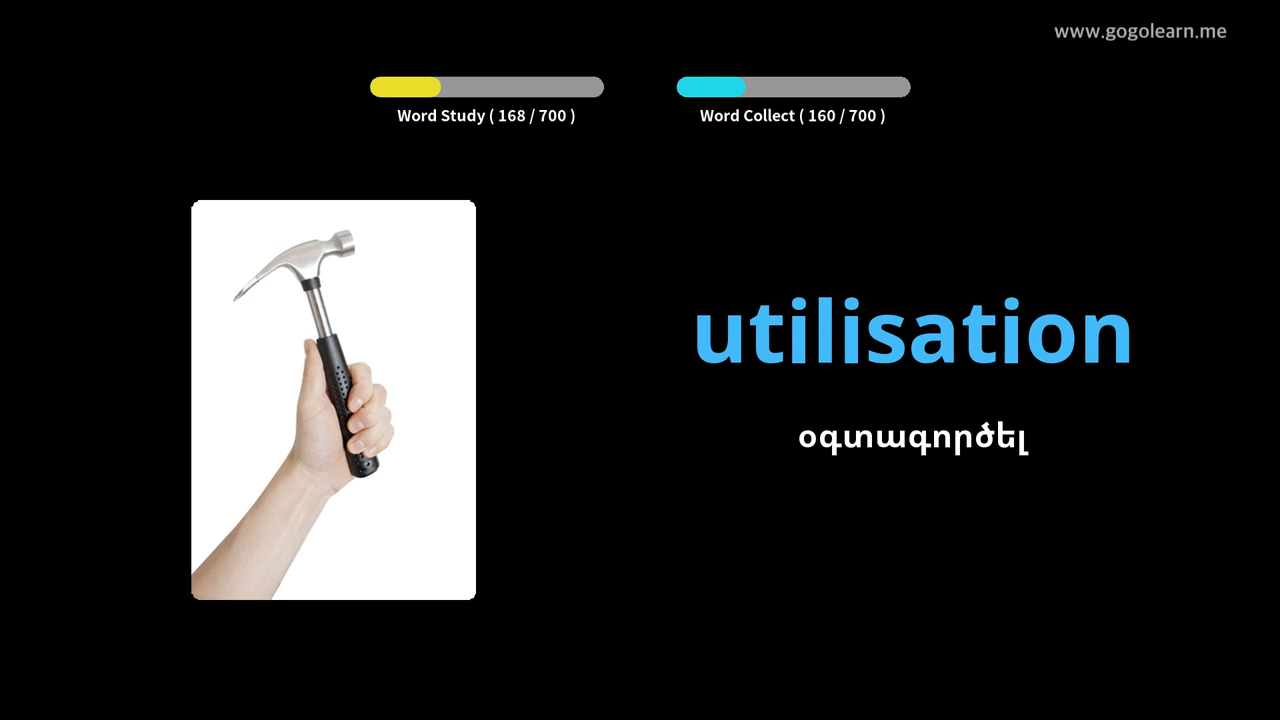 www.gogolearn.me
Word Study ( 168 / 700 )
Word Collect ( 160 / 700 )
utilisation
օգտագործել